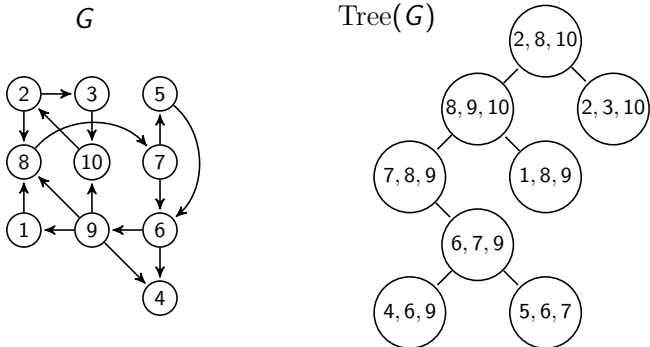 G
Tree(G)
2
3
5
8
10
7
1
9
6
4
2, 8, 10
8, 9, 10
2, 3, 10
7, 8, 9
1, 8, 9
6, 7, 9
4, 6, 9
5, 6, 7